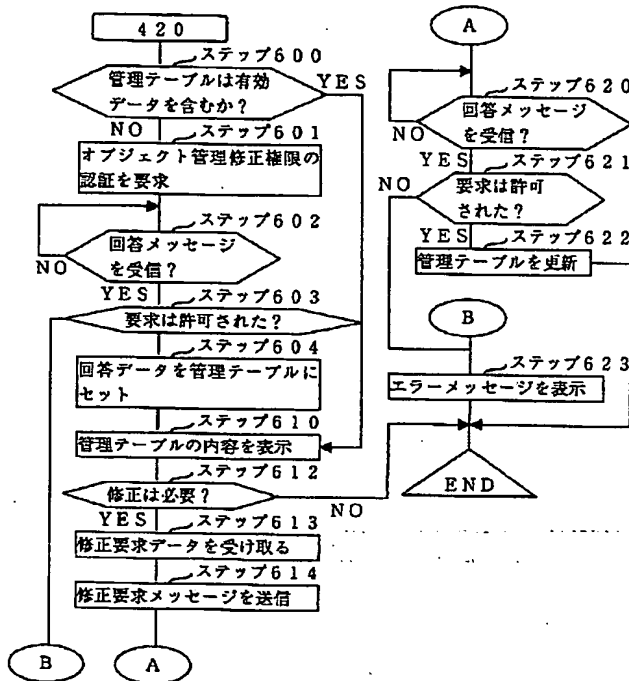 420
ステップ600
管理テーブルは有効
データを含むか?
YES
NO
ステップ601
オブジェクト管理修正権限の
認証を要求
ステップ602
回答メッセージ
を受信?
NO
YES
ステップ603
要求は許可された?
ステップ604
回答データを管理テーブルに
セット
ステップ610
管理テーブルの内容を表示
ステップ612
修正は必要?
NO
YES
ステップ613
修正要求データを受け取る
ステップ614
修正要求メッセージを送信
B
A
A
ステップ620
回答メッセージ
を受信?
NO
YES
ステップ621
NO
要求は許可
された?
YES
ステップ622
管理テーブルを更新
B
ステップ623
エラーメッセージを表示
END